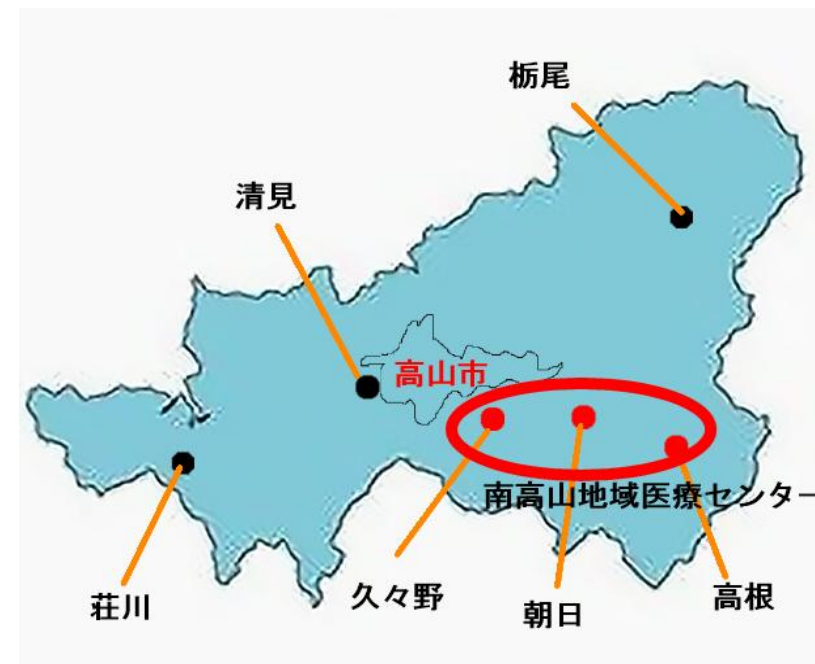 栃尾
清見
高山市
南高山地域医療センター
荘川
久々野
朝日
高根